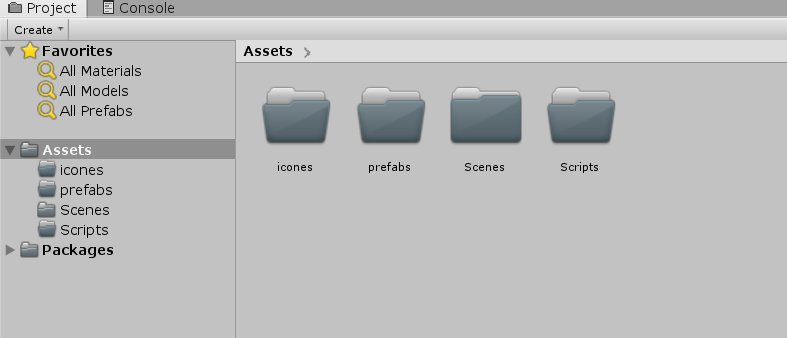 Project Console
Create
Favorites
All Materials
All Models
All Prefabs
Assets
icones
prefabs
Scenes
Scripts
Packages
Assets
icones prefabs Scenes Scripts